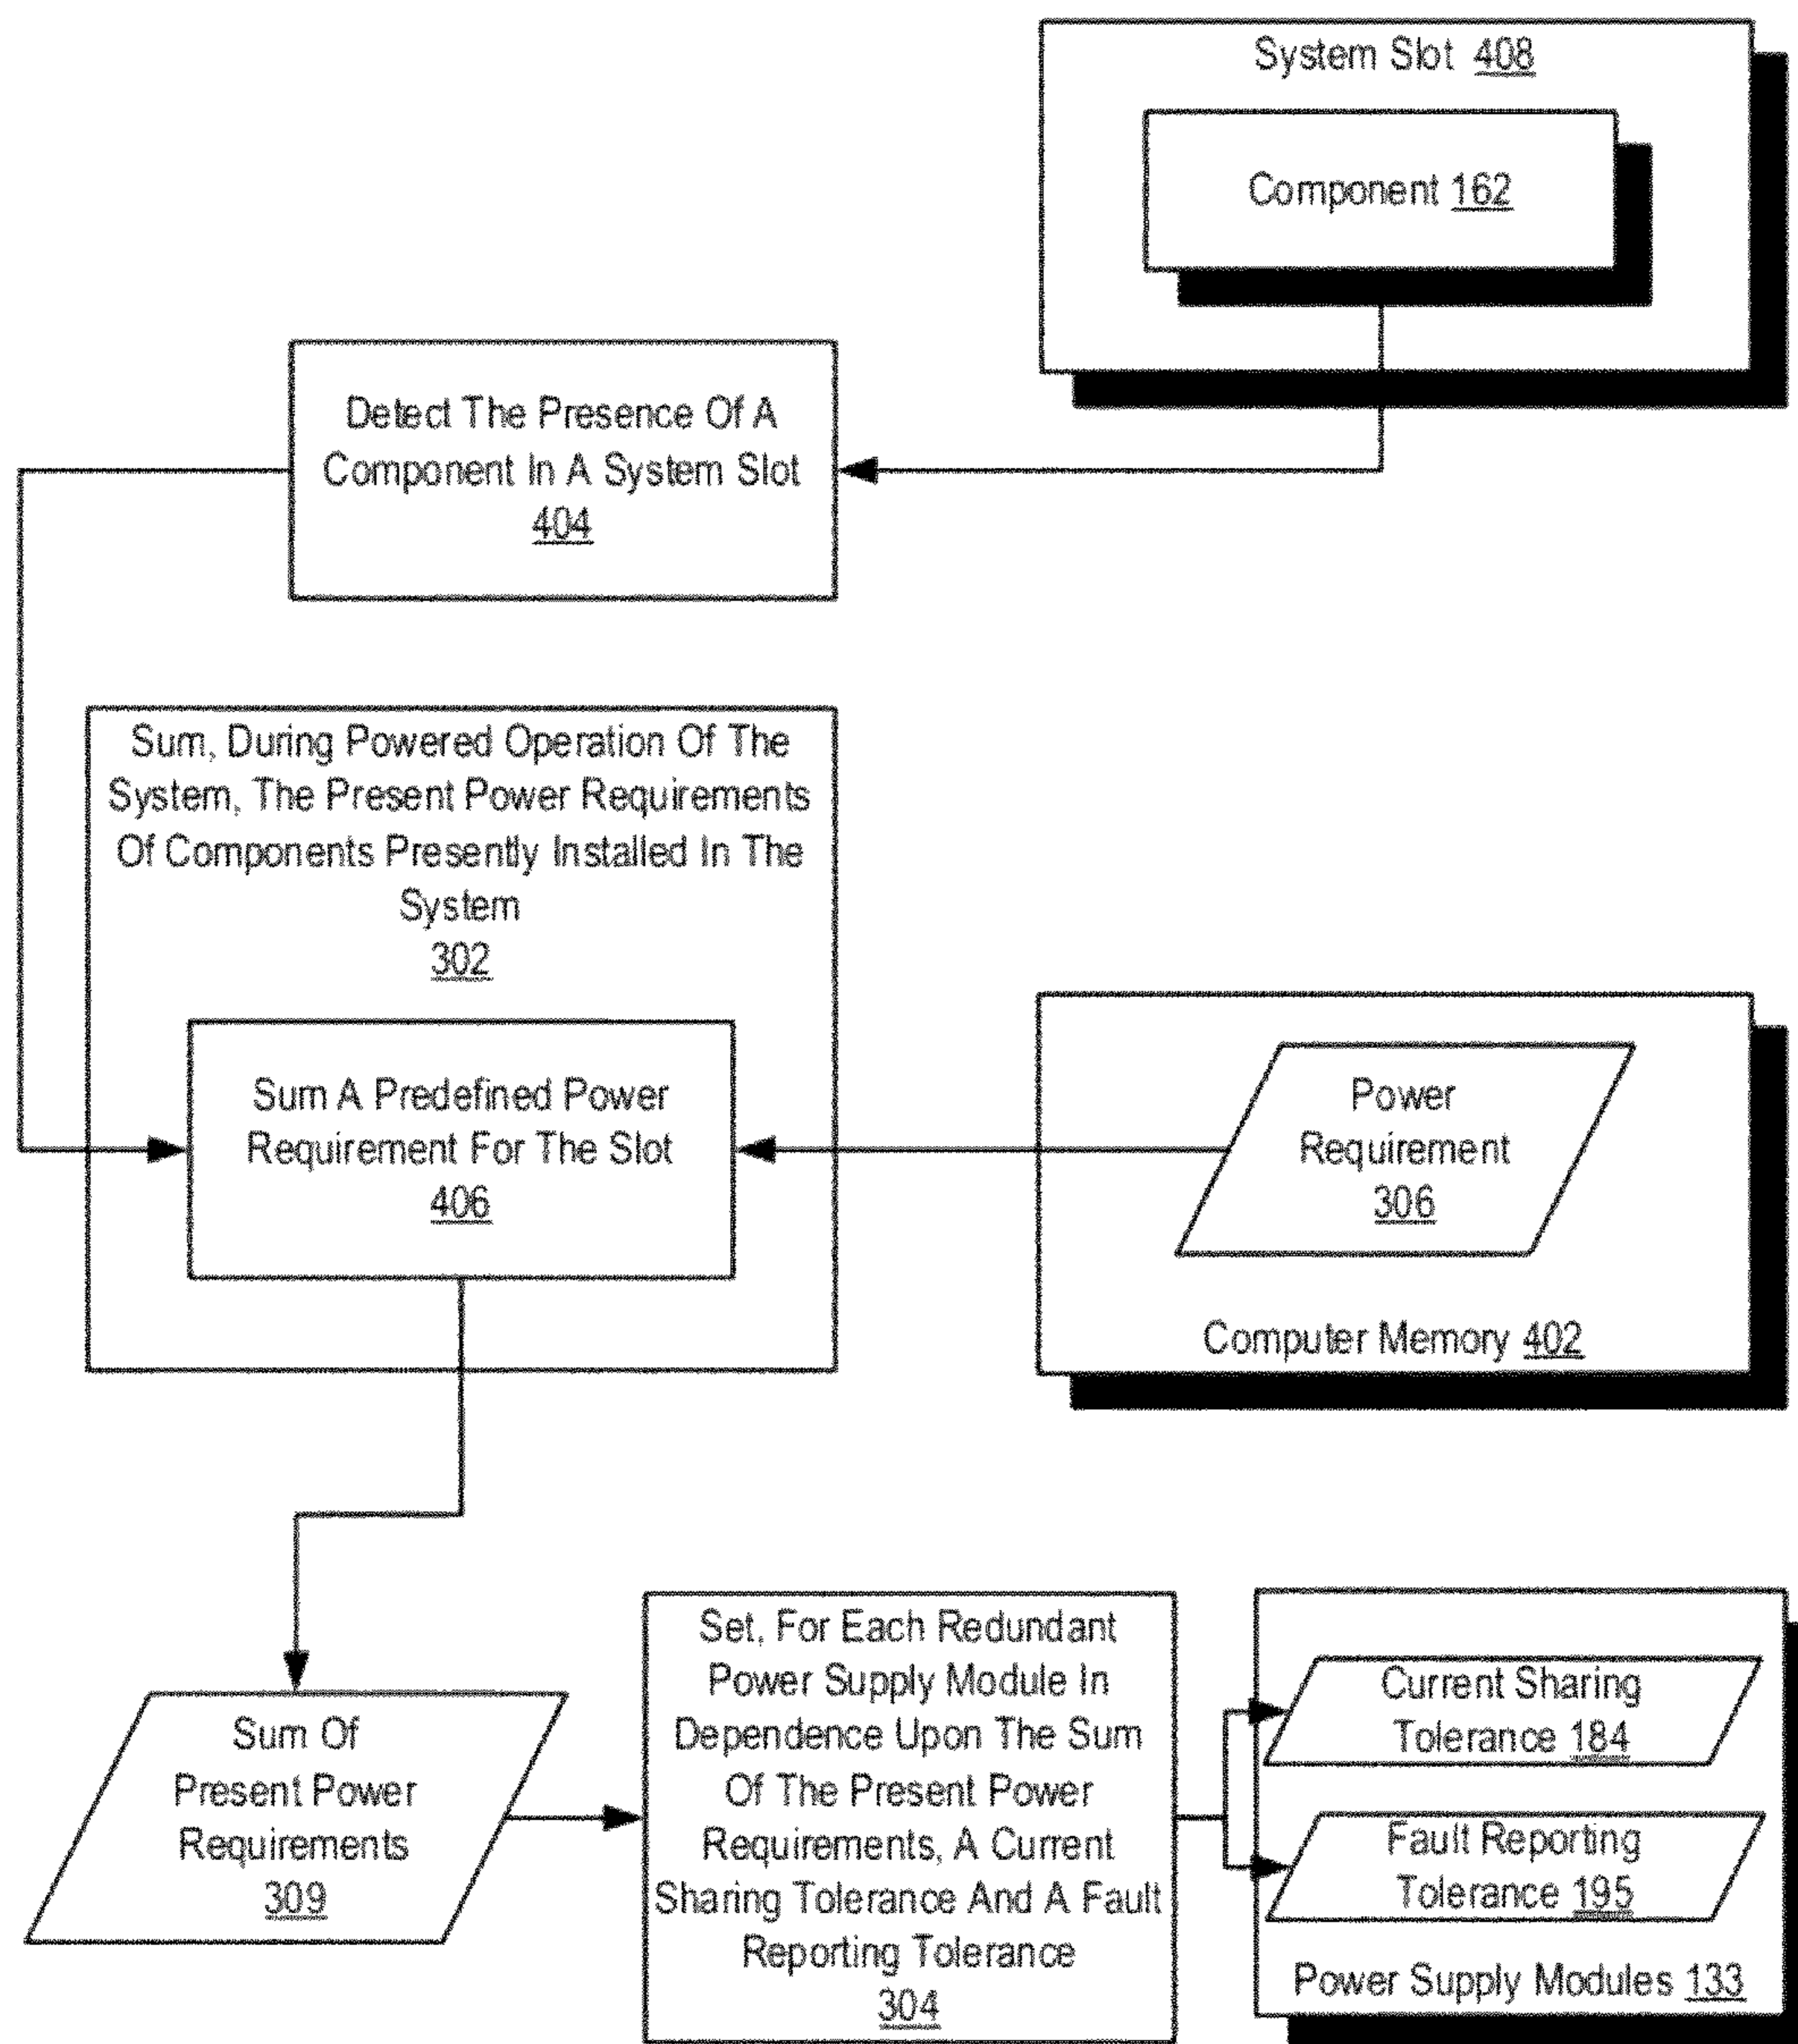 System Slot 408
Component 162
Detect The Presence Of A
Component In A System Slot
404
Sum, During Powered Operation Of The
System, The Present Power Requirements
Of Components Presently Installed In The
System
302
Sum A Predefined Power
Requirement For The Slot
406
Power
Requirement
306
Computer Memory 402
Sum Of
Present Power
Requirements
309
Set, For Each Redundant
Power Supply Module In
Dependence Upon The Sum
Of The Present Power
Requirements, A Current
Sharing Tolerance And A Fault
Reporting Tolerance
304
Current Sharing
Tolerance 184
Fault Reporting
Tolerance 195
Power Supply Modules 133